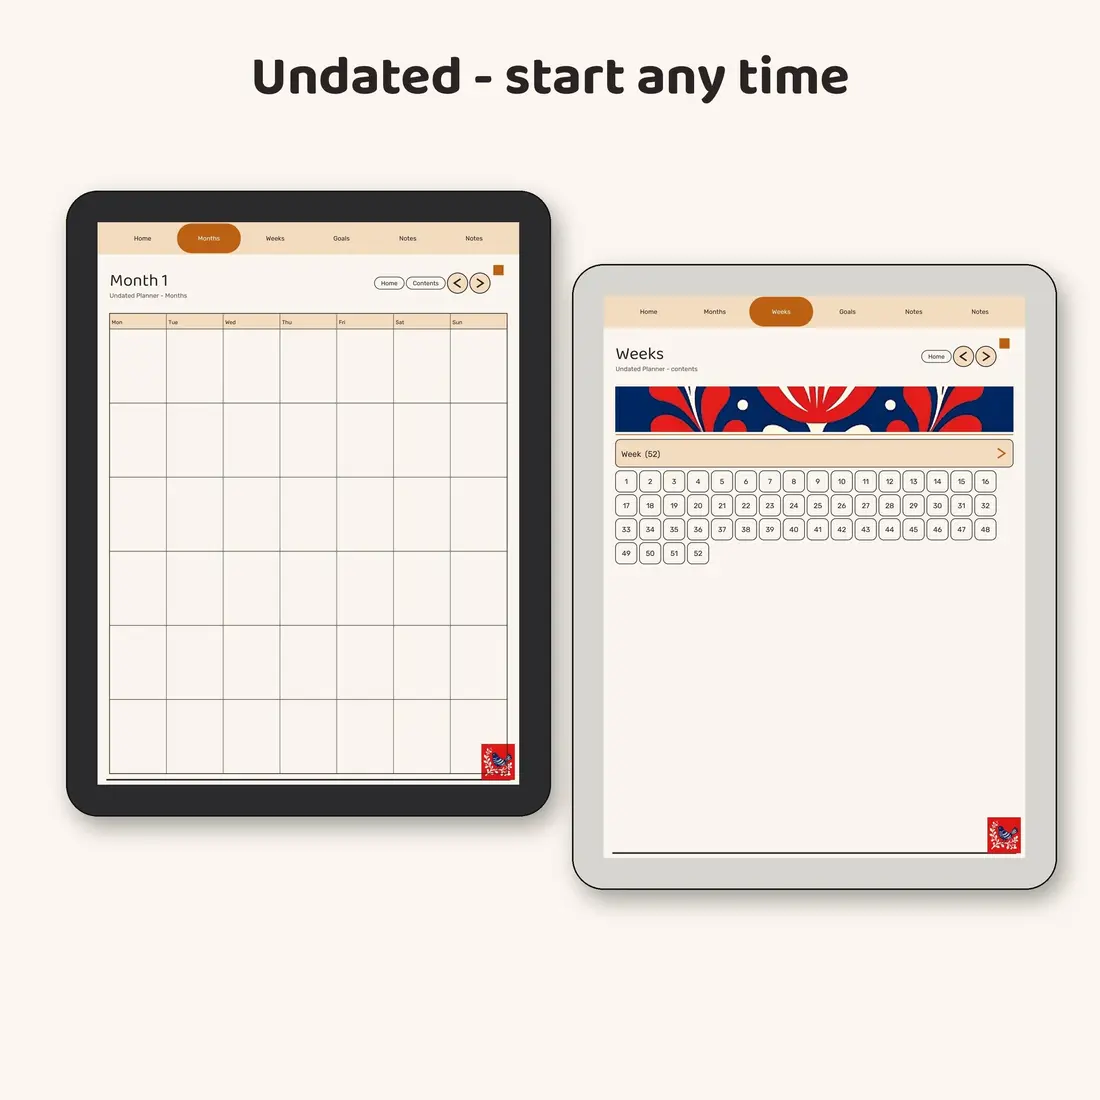 Undated - start any time
Home Months Weeks Goals Notes Notes
Month 1
Undated Planner - Months
Home Contents < >
Mon Tue Wed Thu Fri Sat Sun
Home Months Weeks Goals Notes Notes
Weeks
Undated Planner - contents
Home < >
Week (52) >
1 2 3 4 5 6 7 8 9 10 11 12 13 14 15 16
17 18 19 20 21 22 23 24 25 26 27 28 29 30 31 32
33 34 35 36 37 38 39 40 41 42 43 44 45 46 47 48
49 50 51 52